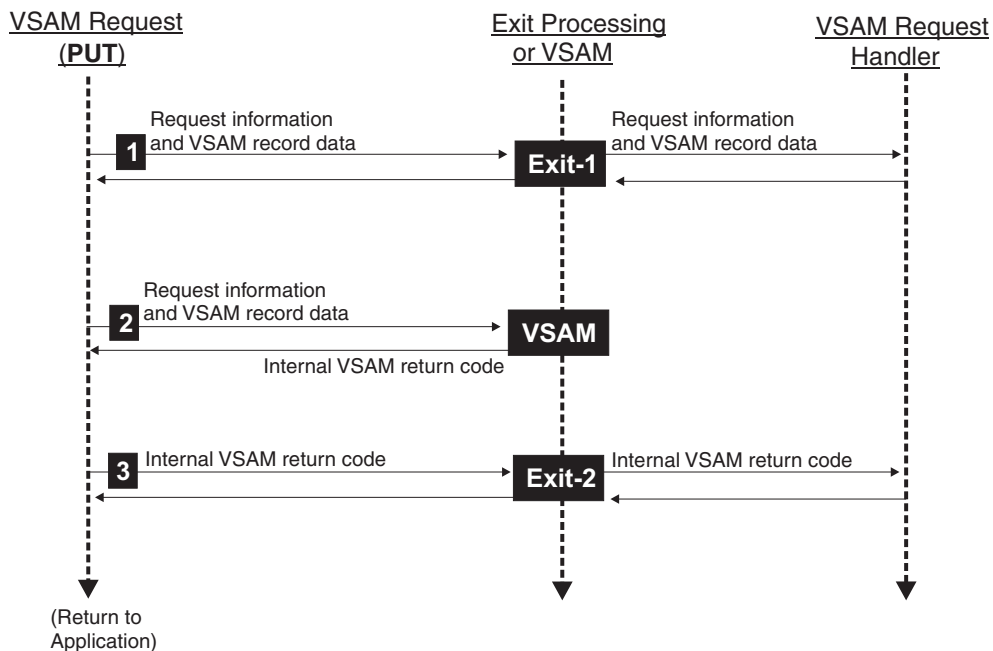 VSAM Request
(PUT)
Exit Processing
or VSAM
VSAM Request
Handler
Request information
and VSAM record data
1
Exit-1
Request information
and VSAM record data
Request information
and VSAM record data
2
VSAM
Internal VSAM return code
3
Internal VSAM return code
Exit-2
Internal VSAM return code
(Return to
Application)